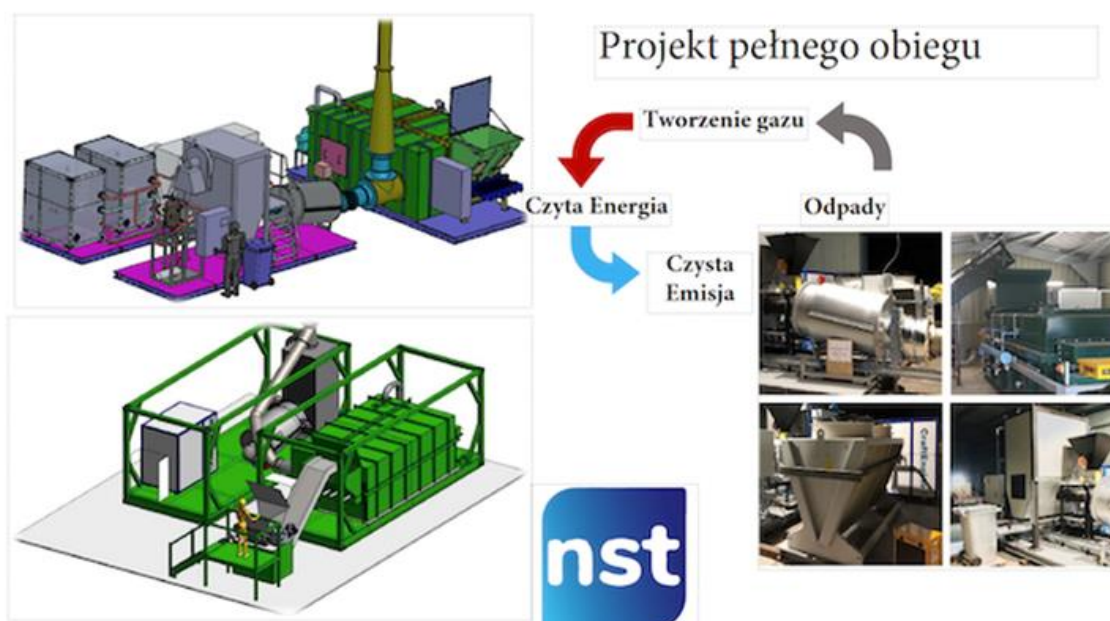 Projekt pełnego obiegu
Tworzenie gazu
Czyta Energia
Odpady
Czysta
Emisja
nst